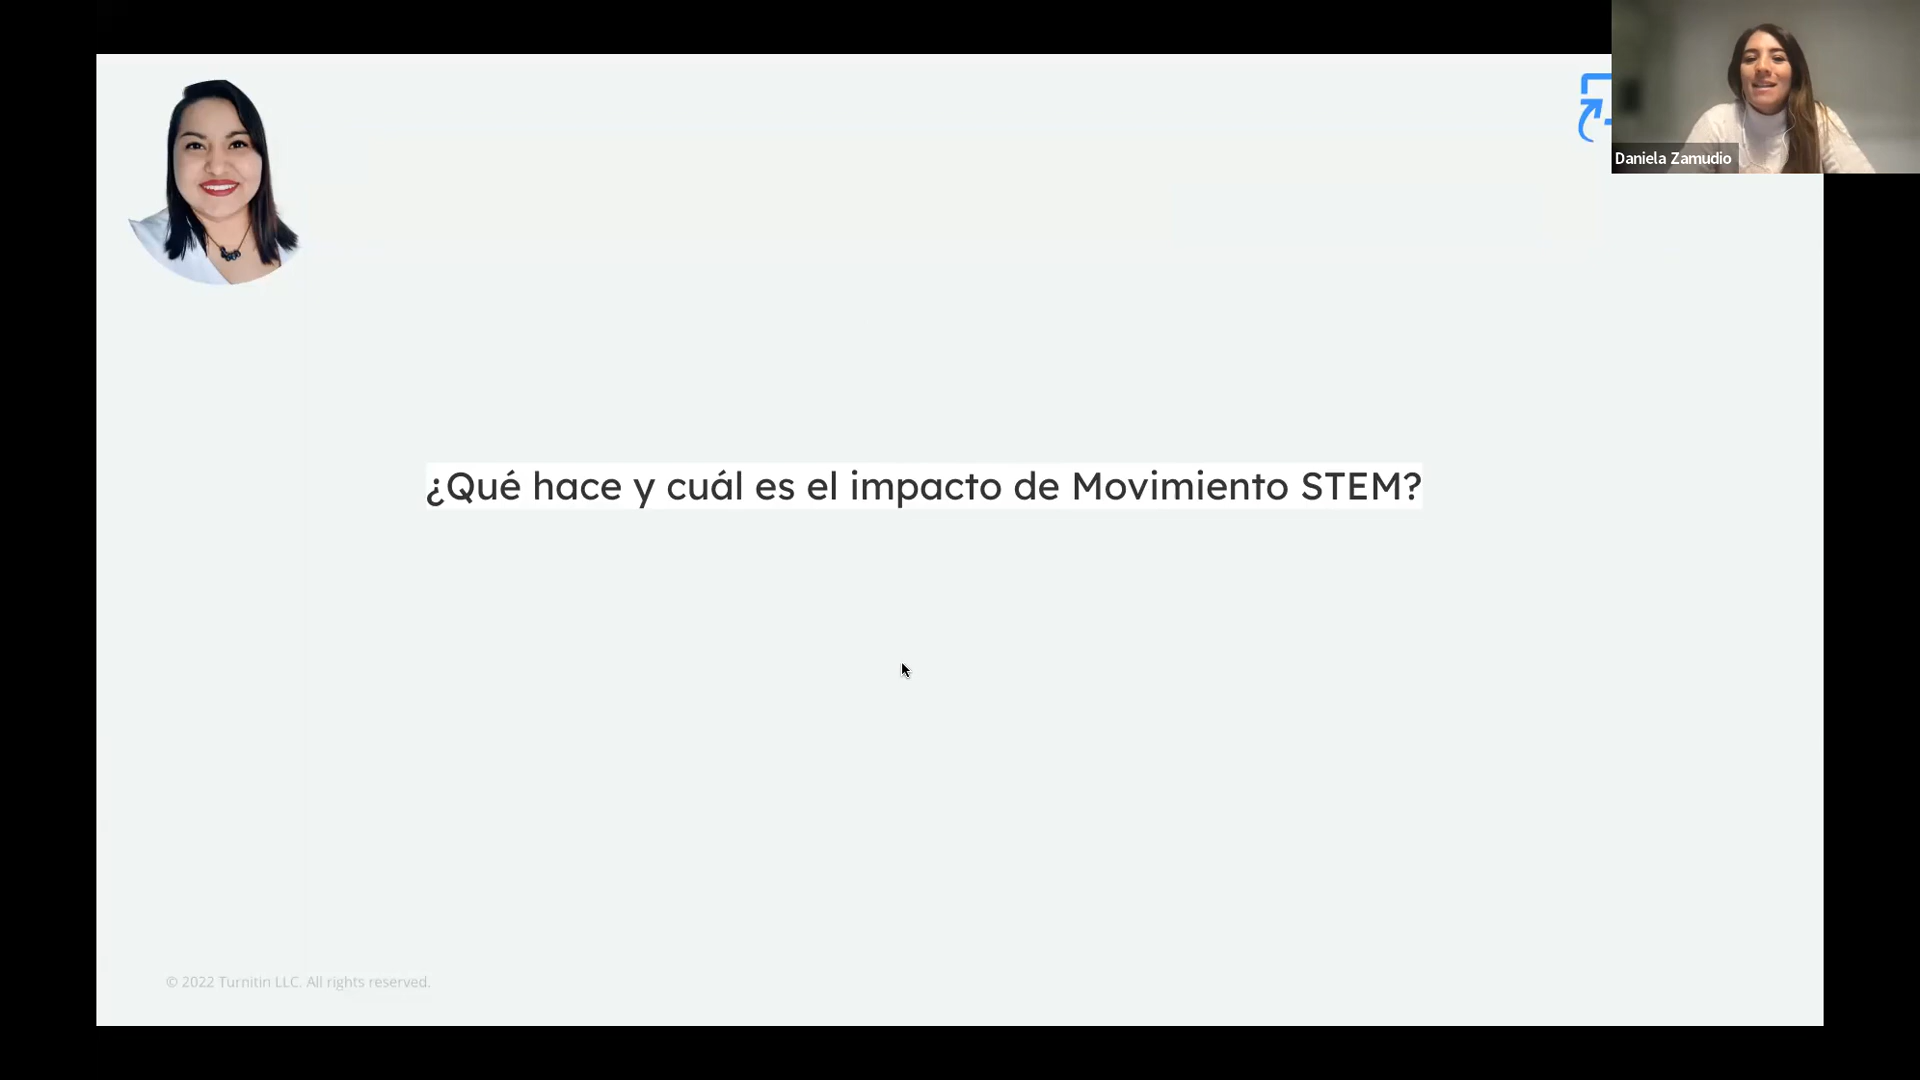 Daniela Zamudio
¿Qué hace y cuál es el impacto de Movimiento STEM?
© 2022 Turnitin LLC. All rights reserved.